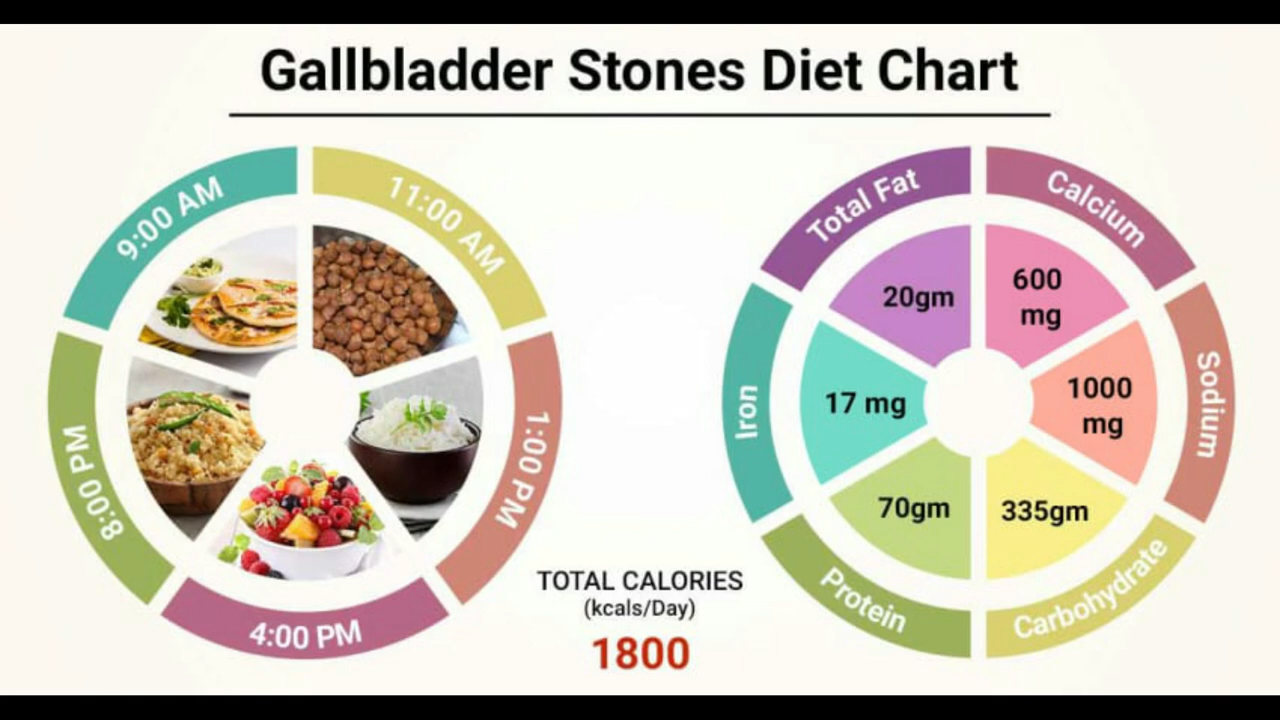 Gallbladder Stones Diet Chart
9:00 AM
11:00 AM
1:00 PM
4:00 PM
8:00 PM
TOTAL CALORIES
(kcals/Day)
1800
Total Fat
20gm
Calcium
600
mg
Sodium
1000
mg
Carbohydrate
335gm
Protein
70gm
Iron
17 mg